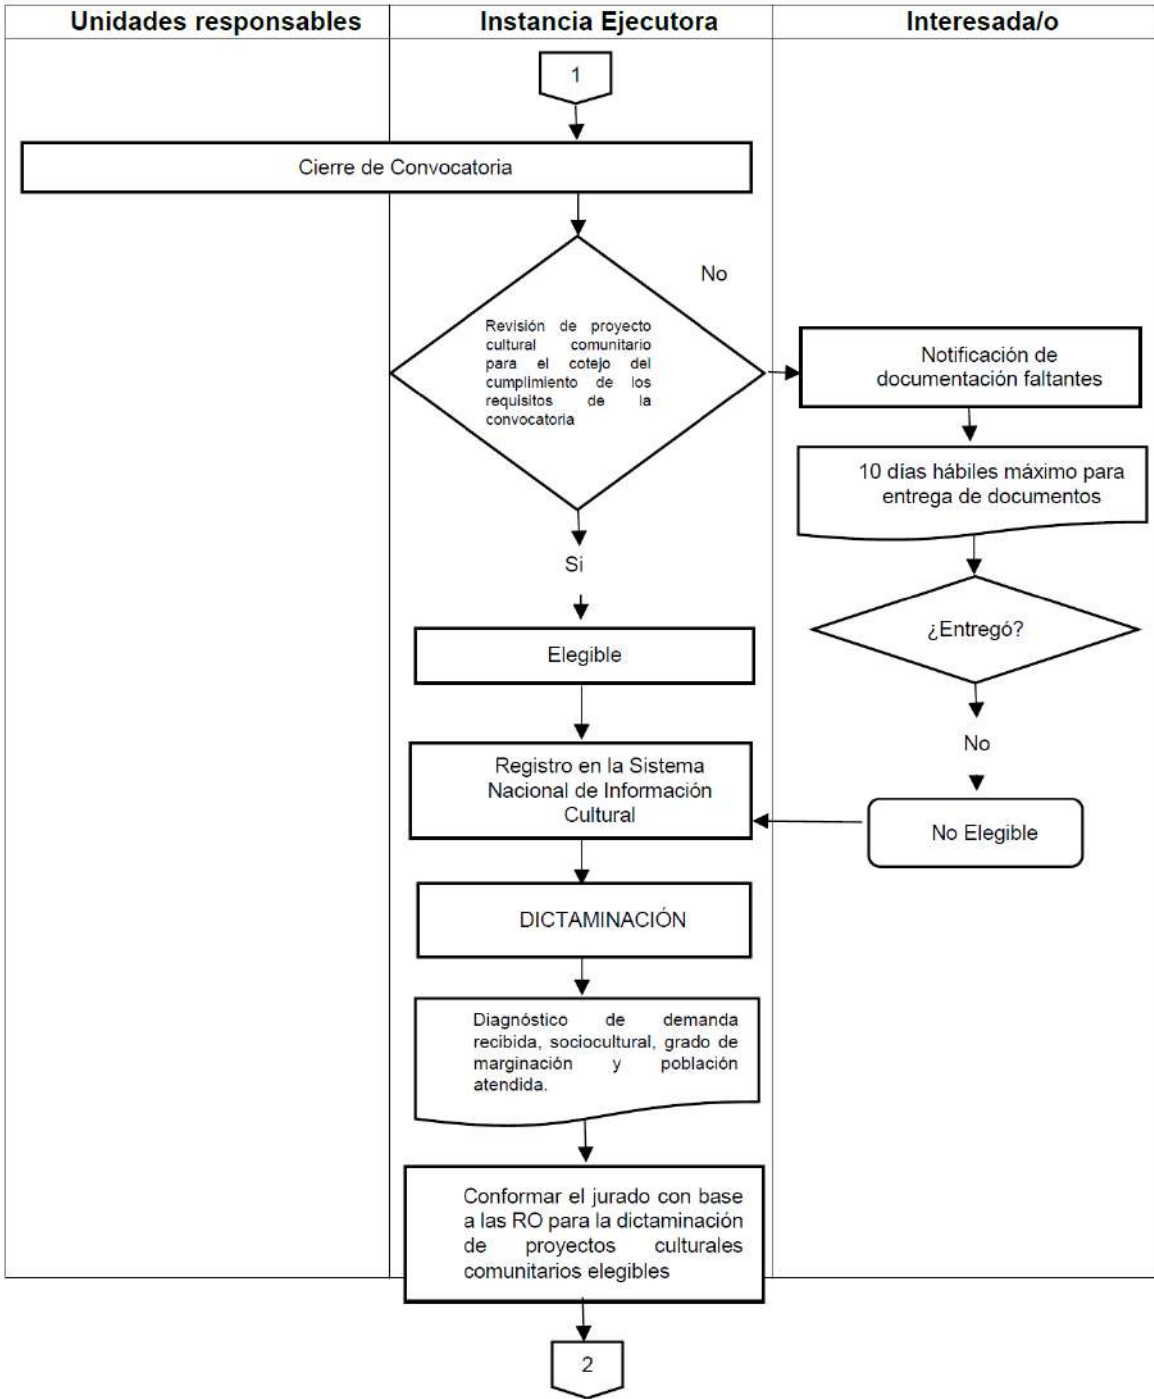 Unidades responsables
Instancia Ejecutora
Interesada/o
1
Cierre de Convocatoria
No
Revisión de proyecto
cultural comunitario
para el cotejo del
cumplimiento de los
requisitos de la
convocatoria
Notificación de
documentación faltantes
10 días hábiles máximo para
entrega de documentos
Si
¿Entregó?
Elegible
No
Registro en la Sistema
Nacional de Información
Cultural
No Elegible
DICTAMINACIÓN
Diagnóstico de demanda
recibida, sociocultural, grado de
marginación y población
atendida.
Conformar el jurado con base
a las RO para la dictaminación
de proyectos culturales
comunitarios elegibles
2